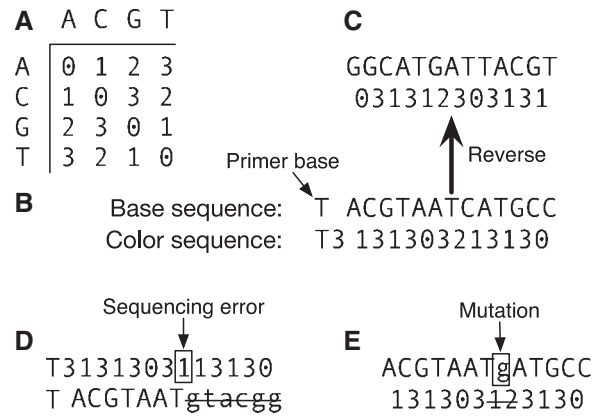 A
A C G T
A 0 1 2 3
C 1 0 3 2
G 2 3 0 1
T 3 2 1 0
C
GGCATGATTACGT
031312303131
Reverse
Primer base
B
Base sequence: T ACGTAATCATGCC
Color sequence: T3 131303213130
Sequencing error
D
T3131303113130
T ACGTAATgtacgg
Mutation
E
ACGTAATgATGCC
131303123130